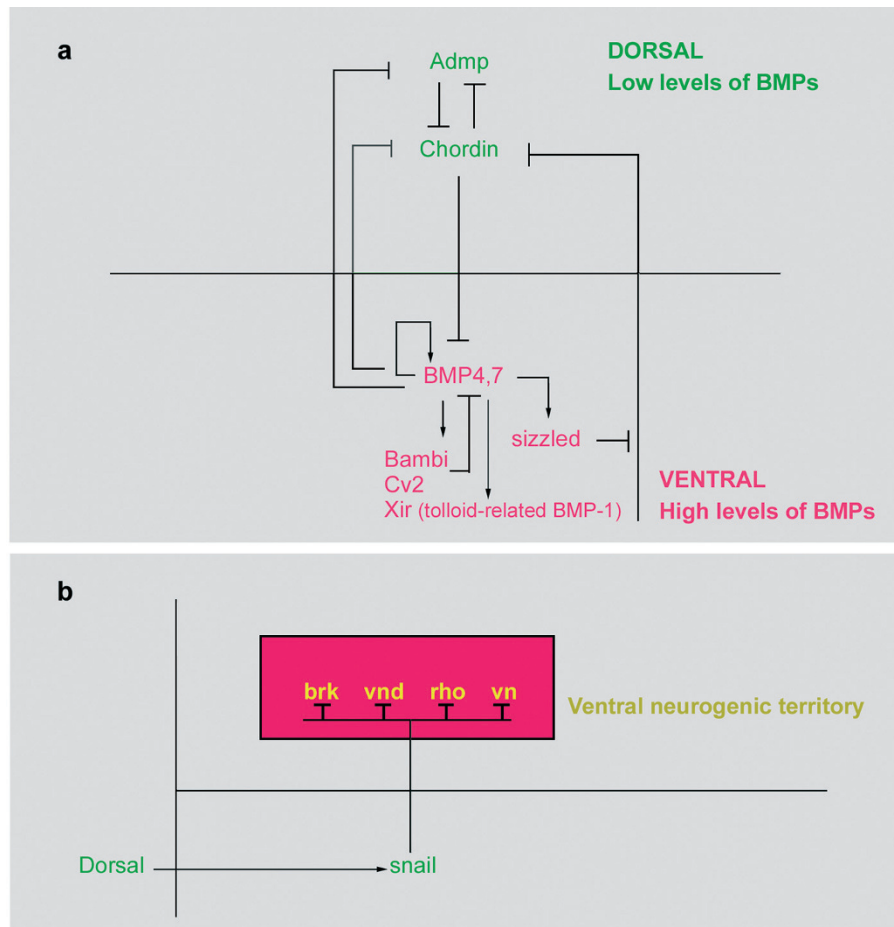 a
Admp
DORSAL
Low levels of BMPs
Chordin
BMP4,7
sizzled
Bambi
Cv2
Xir (tolloid-related BMP-1)
VENTRAL
High levels of BMPs
b
brk vnd rho vn
Ventral neurogenic territory
Dorsal
snail